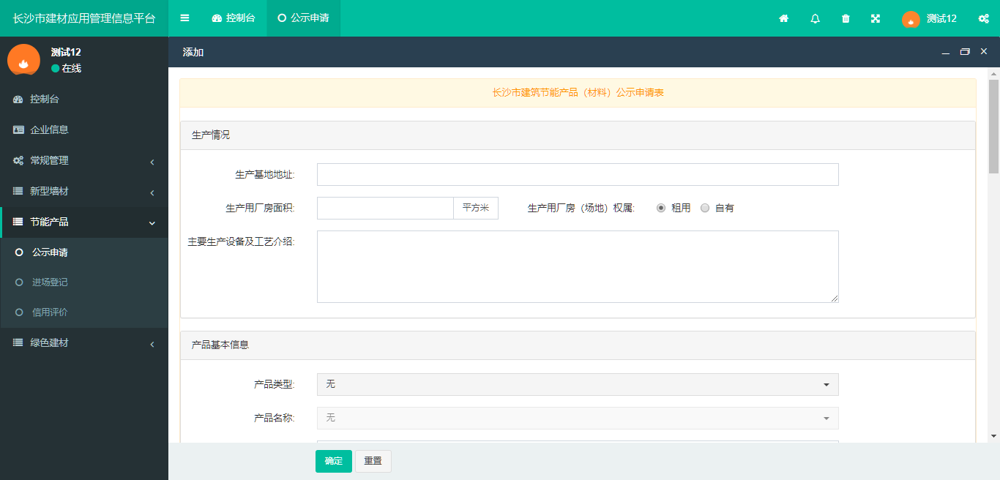 长沙市建材应用管理信息平台
控制台
公示申请
测试12
测试12
在线
控制台
企业信息
常规管理
新型墙材
节能产品
公示申请
进场登记
信用评价
绿色建材
添加
长沙市建筑节能产品（材料）公示申请表
生产情况
生产基地地址:
生产用厂房面积: 平方米 生产用厂房（场地）权属: 租用 自有
主要生产设备及工艺介绍:
产品基本信息
产品类型: 无
产品名称: 无
确定 重置